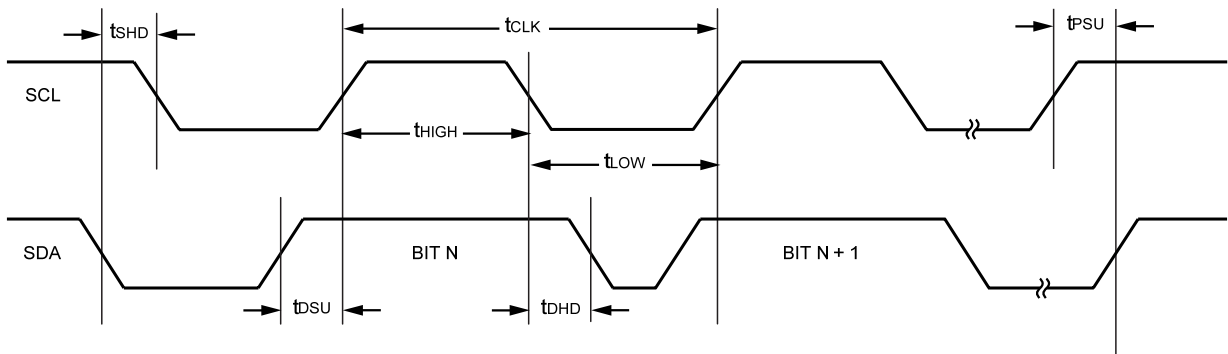 tSHD
tCLK
tPSU
SCL
tHIGH
tLOW
SDA
BIT N
BIT N + 1
tDSU
tDHD